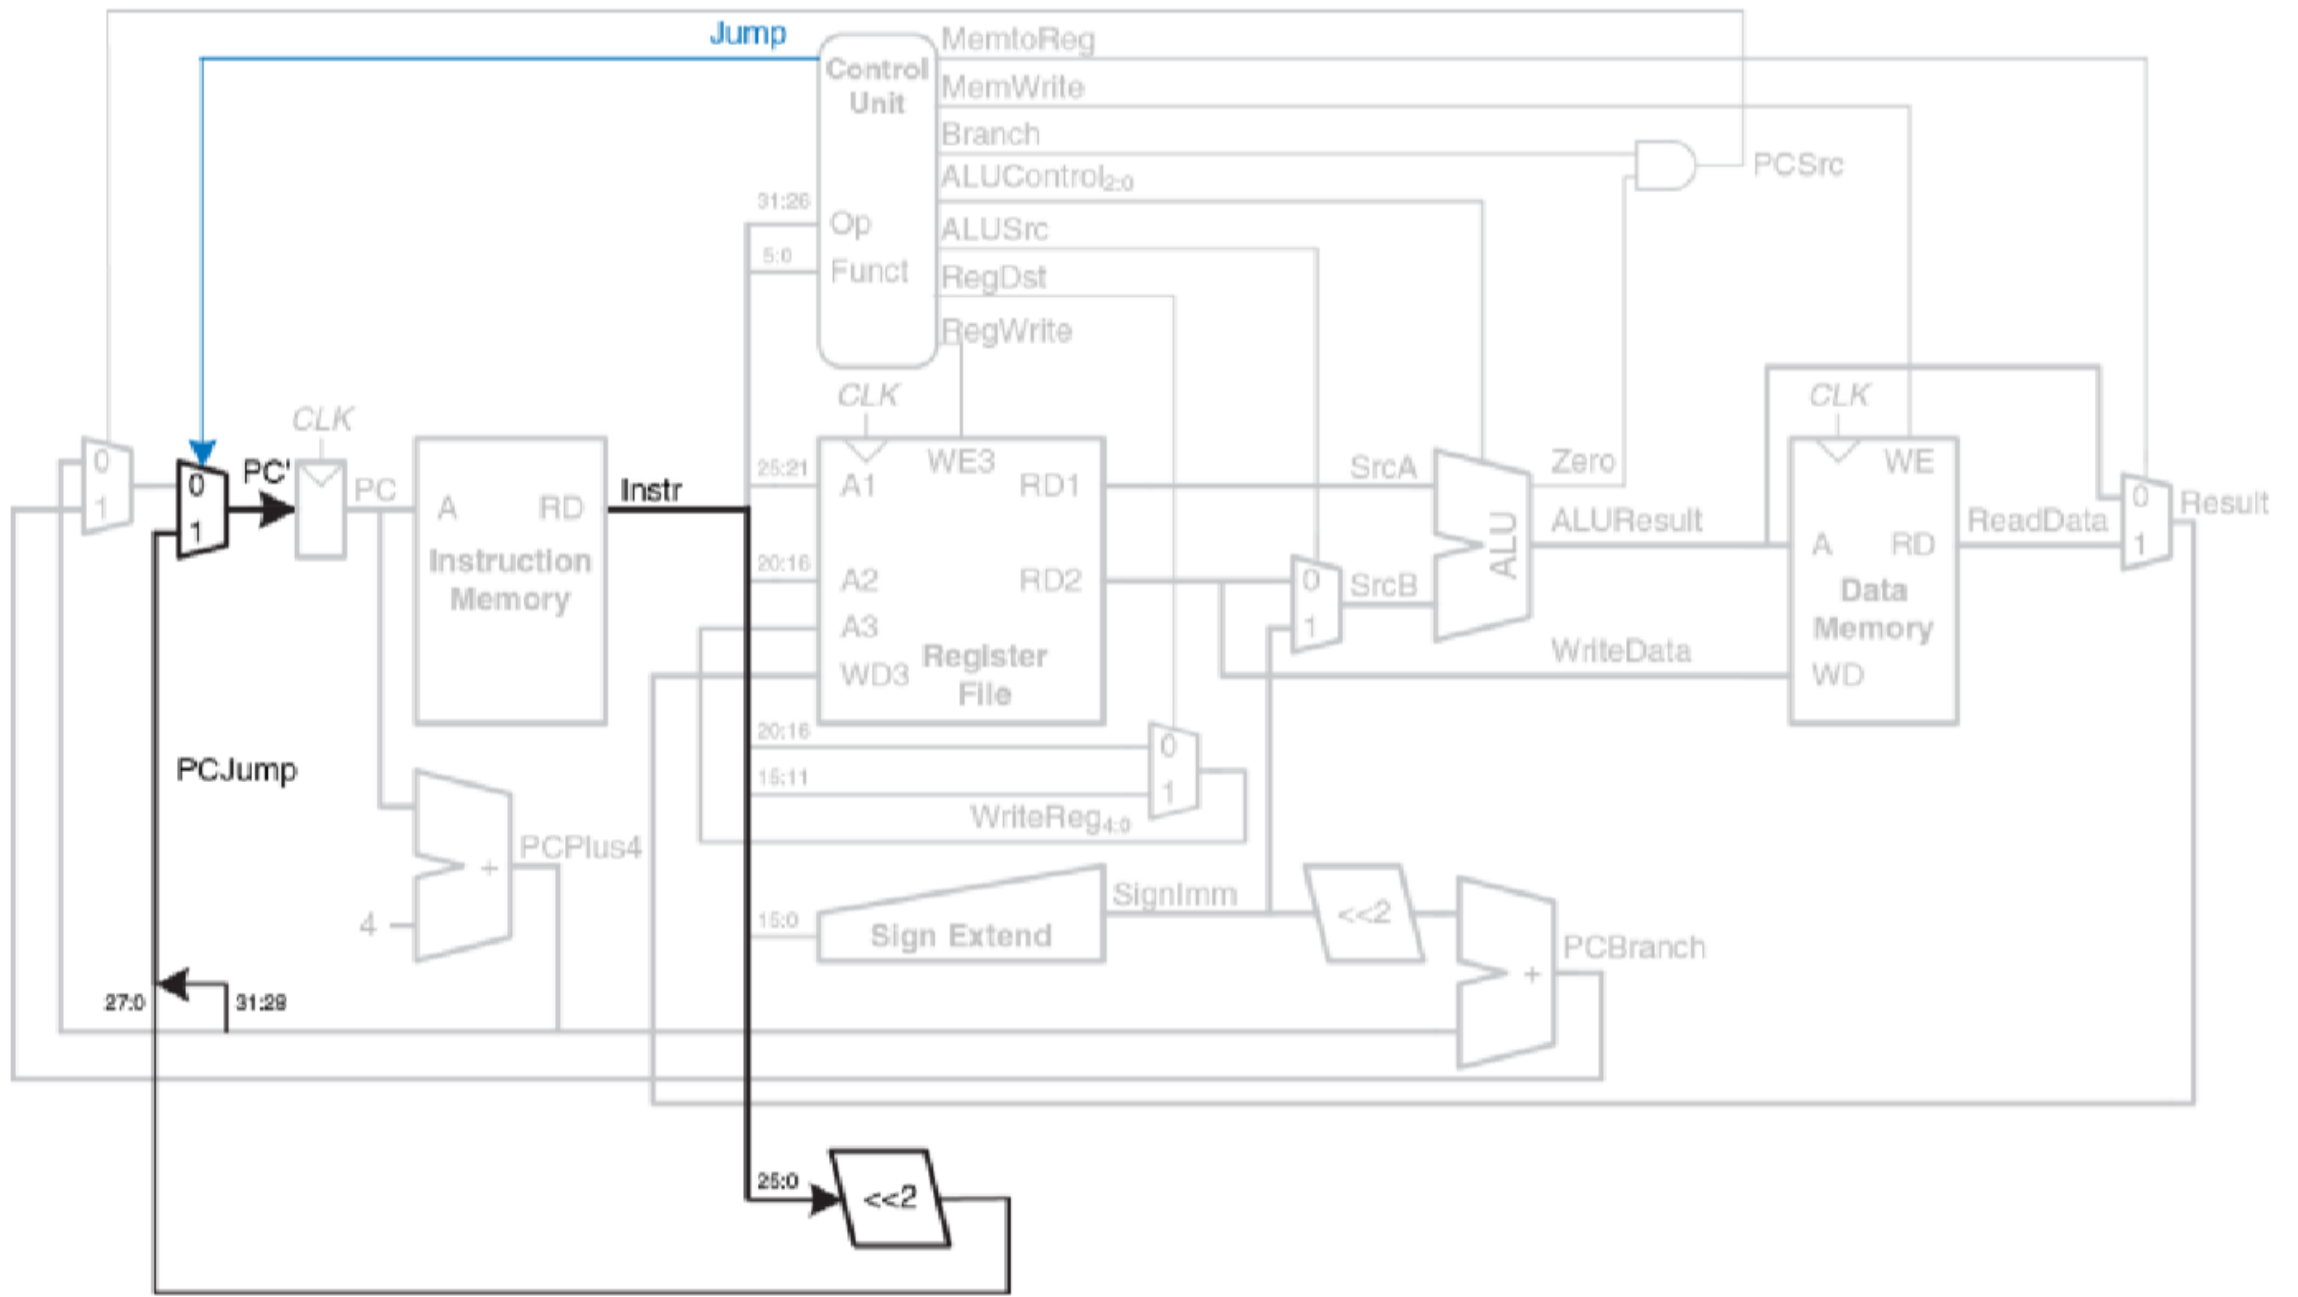 Jump
MemtoReg
Control
Unit
MemWrite
Branch
PCSrc
ALUControl2:0
31:26
Op
ALUSrc
5:0
Funct
RegDst
RegWrite
CLK
CLK
CLK
0
1
0
1
PC'
PC
A
RD
Instruction
Memory
Instr
25:21
A1
WE3
RD1
20:16
A2
RD2
A3
WD3
Register
File
SrcA
0
1
SrcB
ALU
Zero
ALUResult
WriteData
WE
A
RD
Data
Memory
WD
ReadData
0
1
Result
20:16
0
15:11
1
WriteReg4:0
PCJump
PCPlus4
+
4
15:0
Sign Extend
SignImm
<<2
+
PCBranch
27:0
31:28
25:0
<<2